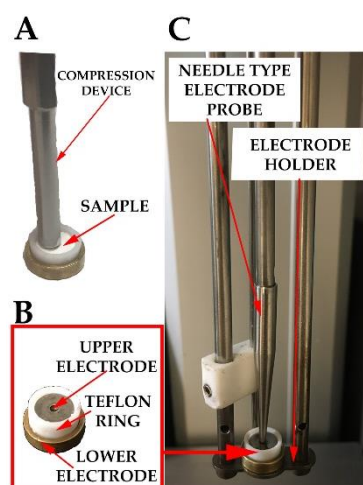 A
COMPRESSION
DEVICE
SAMPLE
B
UPPER
ELECTRODE
TEFLON
RING
LOWER
ELECTRODE
C
NEEDLE TYPE
ELECTRODE
PROBE
ELECTRODE
HOLDER